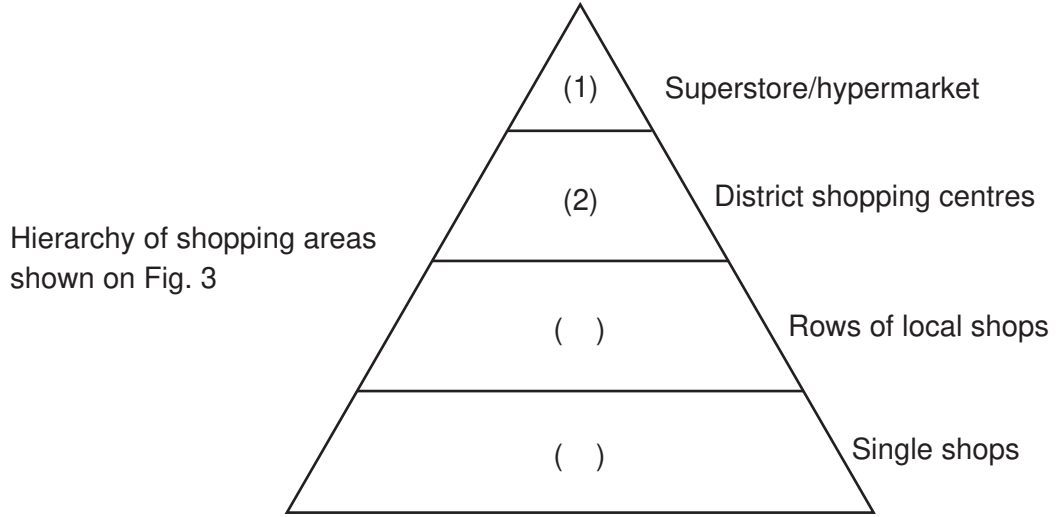 (1) Superstore/hypermarket
(2) District shopping centres
Hierarchy of shopping areas
shown on Fig. 3
( ) Rows of local shops
( ) Single shops